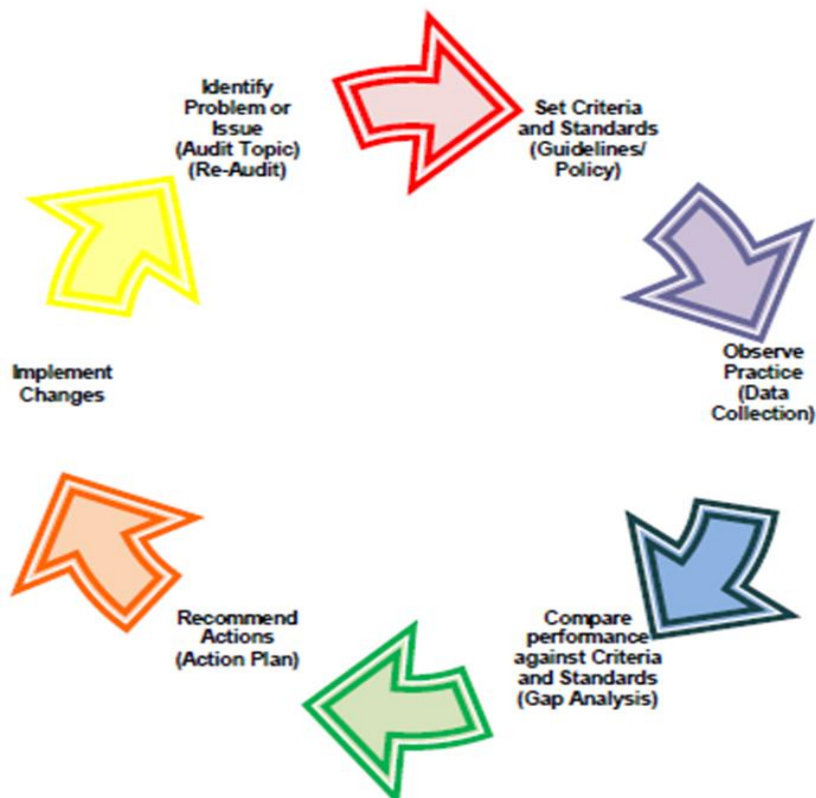 Identify
Problem or
Issue
(Audit Topic)
(Re-Audit)
Set Criteria
and Standards
(Guidelines/
Policy)
Observe
Practice
(Data
Collection)
Compare
performance
against Criteria
and Standards
(Gap Analysis)
Recommend
Actions
(Action Plan)
Implement
Changes